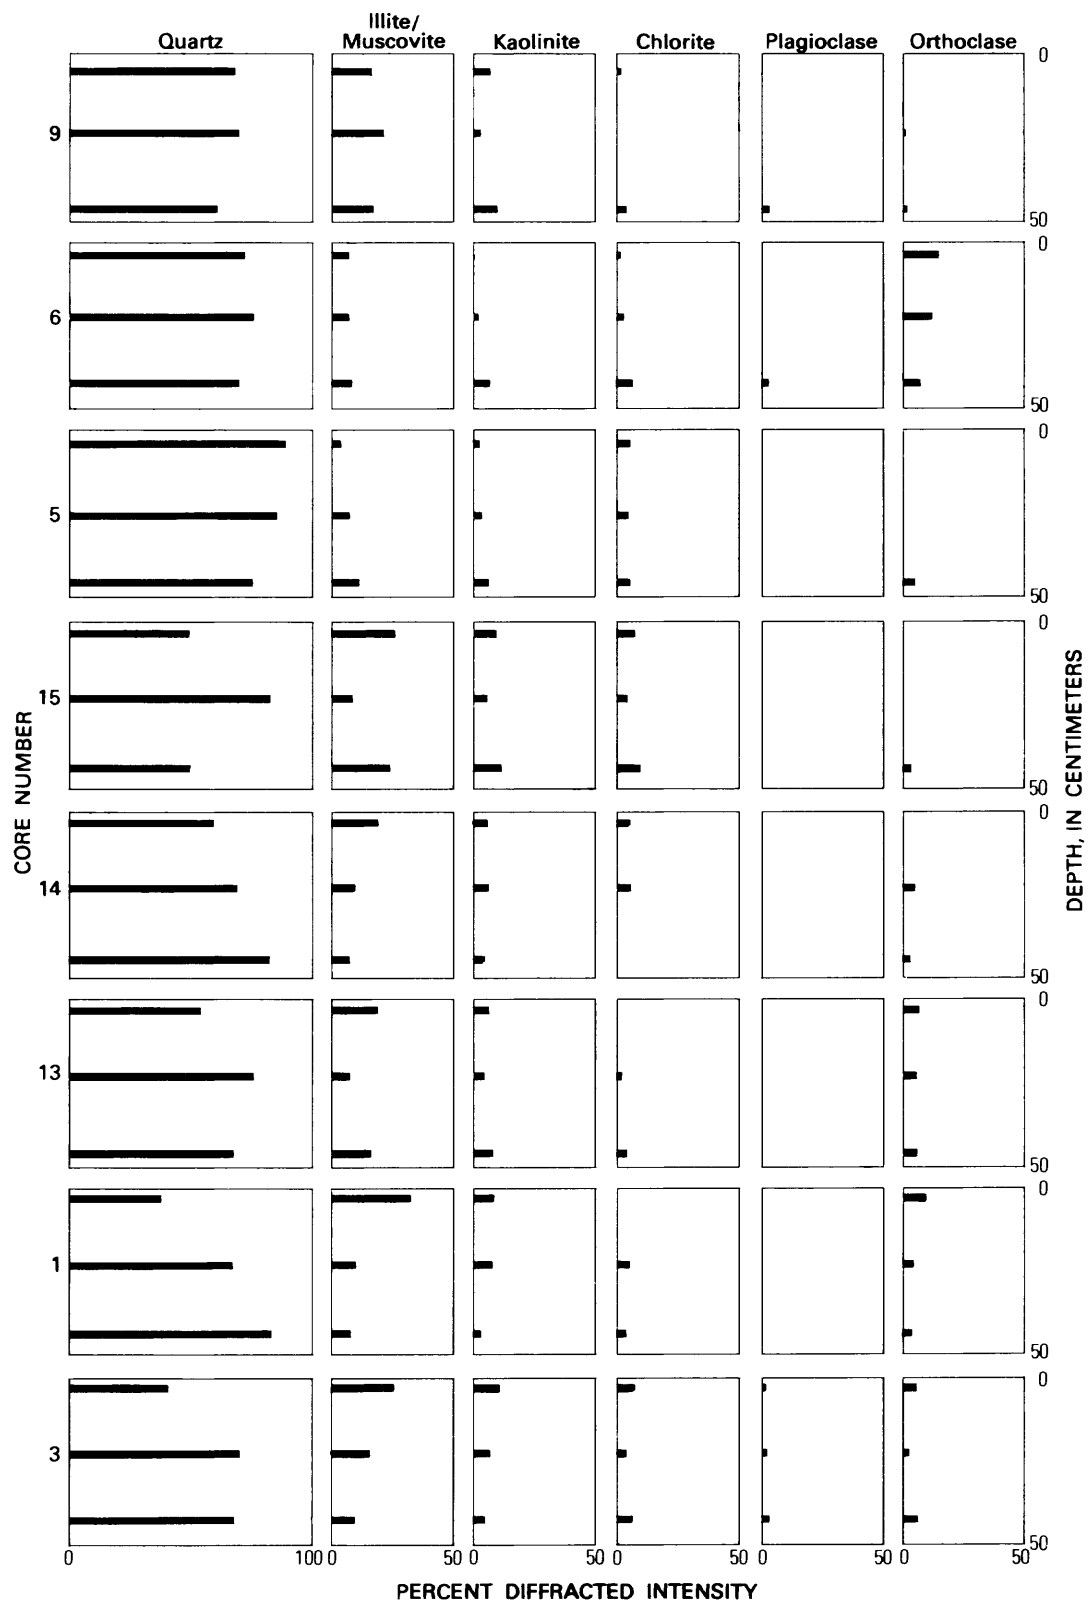 Quartz
Illite/
Muscovite
Kaolinite
Chlorite
Plagioclase
Orthoclase
0
9
50
0
6
50
0
5
50
0
15
50
0
14
50
0
13
50
0
1
50
0
3
50
0 100 0 50 0 50 0 50 0 50 0 50
CORE NUMBER
DEPTH, IN CENTIMETERS
PERCENT DIFFRACTED INTENSITY